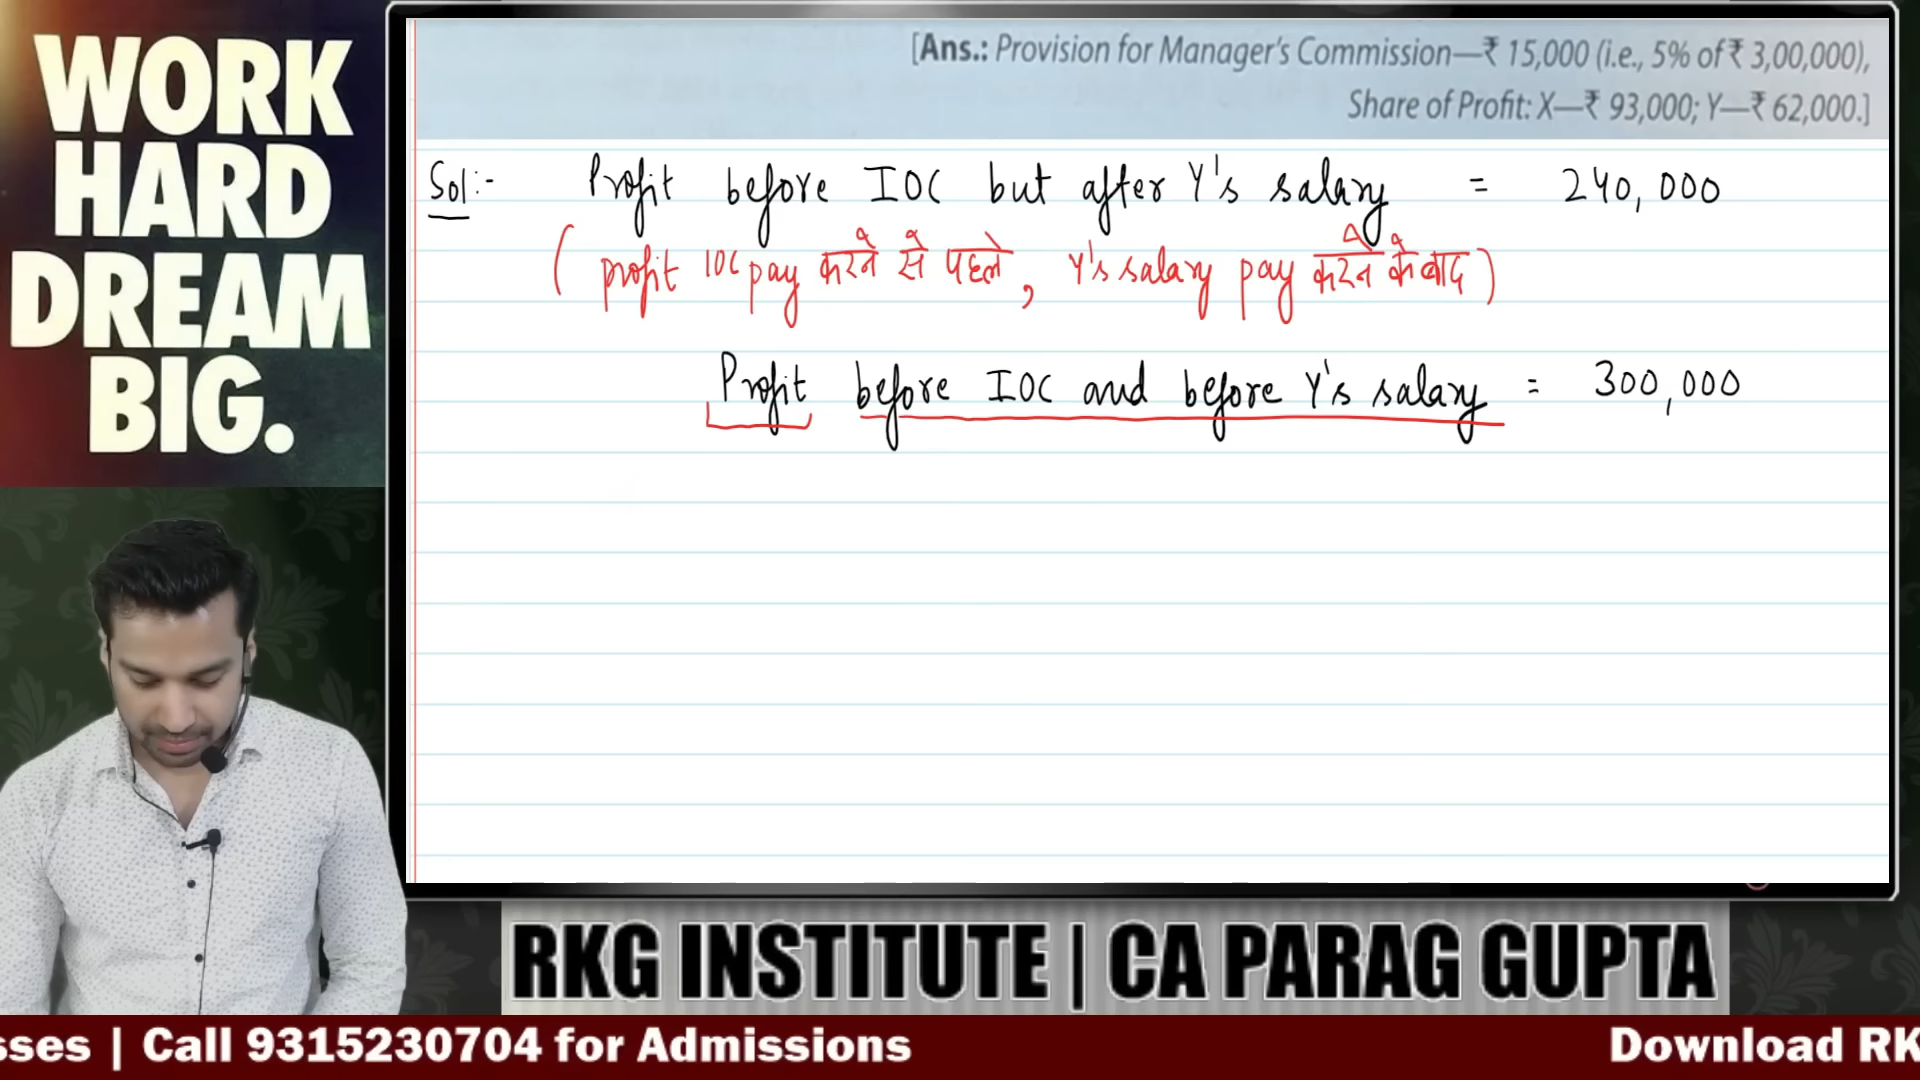 WORK
HARD
DREAM
BIG.
[Ans.: Provision for Manager's Commission—₹ 15,000 (i.e., 5% of ₹ 3,00,000),
Share of Profit: X—₹ 93,000; Y—₹ 62,000.]
Sol:- Profit before IOC but after Y's salary = 240,000
(profit IOC pay करने से पहले, Y's salary pay करने के बाद)
Profit before IOC and before Y's salary = 300,000
RKG INSTITUTE | CA PARAG GUPTA
sses | Call 9315230704 for Admissions Download RK